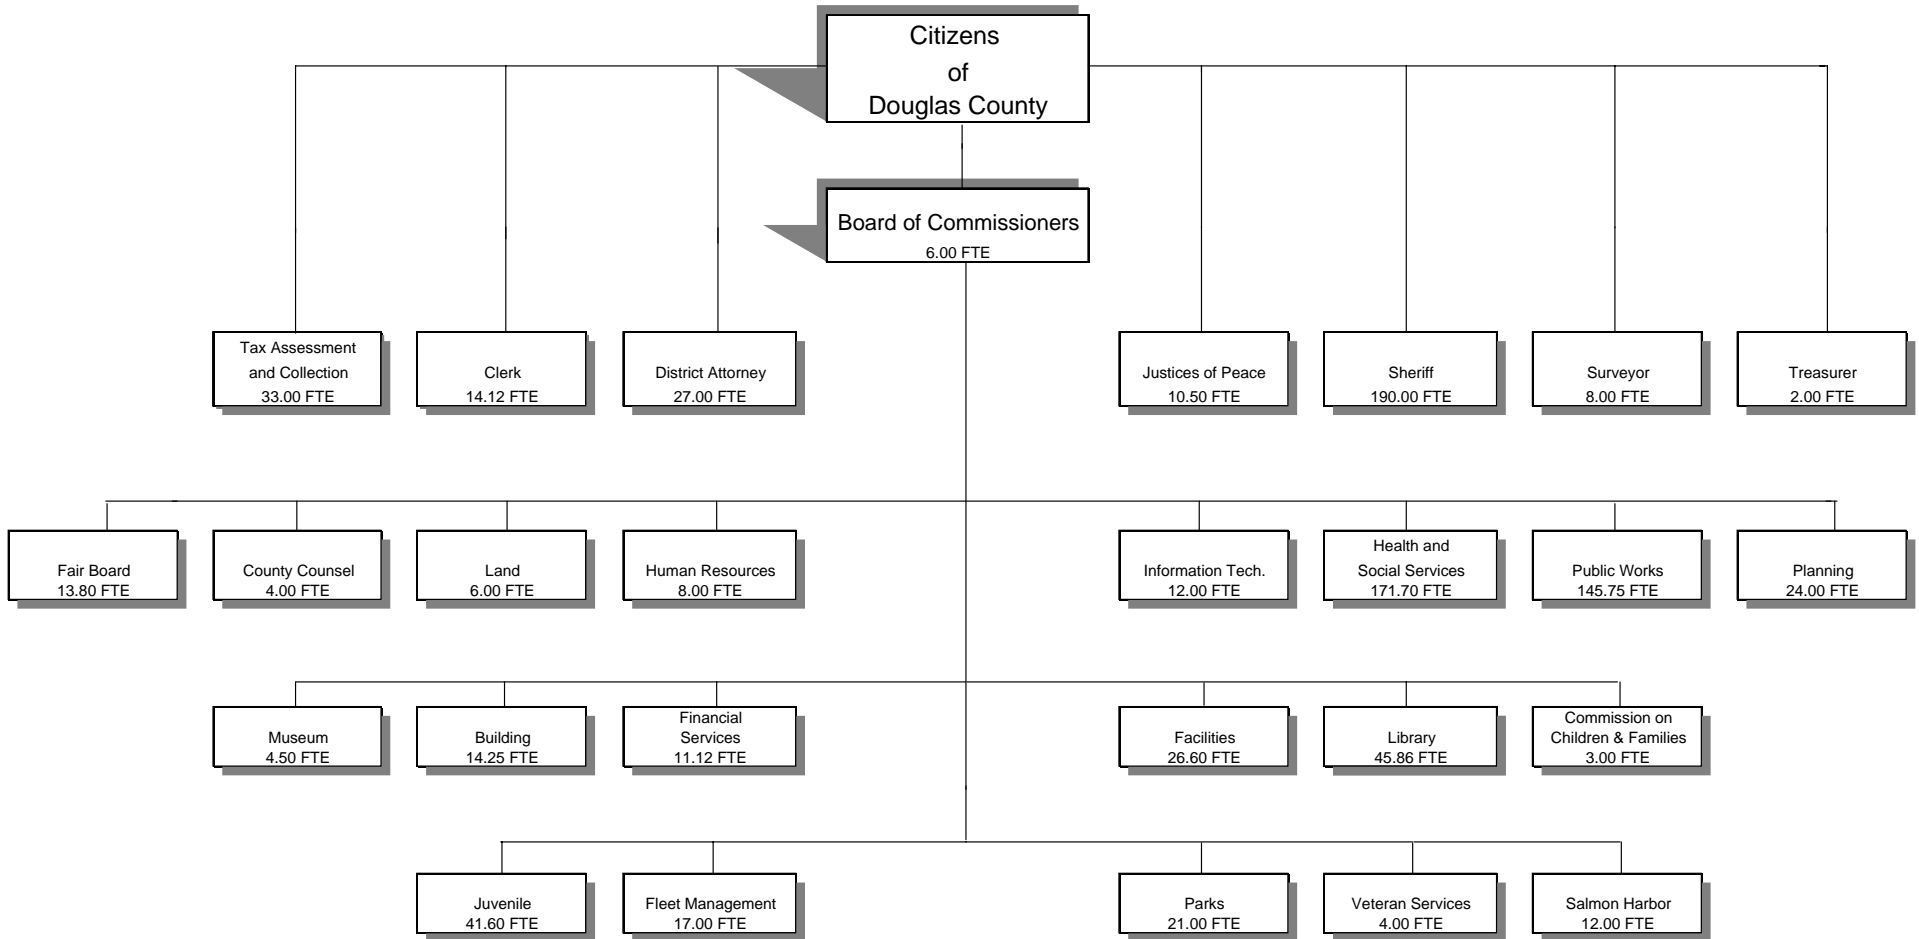 Citizens
of
Douglas County
Board of Commissioners
6.00 FTE
Tax Assessment
and Collection
33.00 FTE
Clerk
14.12 FTE
District Attorney
27.00 FTE
Justices of Peace
10.50 FTE
Sheriff
190.00 FTE
Surveyor
8.00 FTE
Treasurer
2.00 FTE
Fair Board
13.80 FTE
County Counsel
4.00 FTE
Land
6.00 FTE
Human Resources
8.00 FTE
Information Tech.
12.00 FTE
Health and
Social Services
171.70 FTE
Public Works
145.75 FTE
Planning
24.00 FTE
Museum
4.50 FTE
Building
14.25 FTE
Financial
Services
11.12 FTE
Facilities
26.60 FTE
Library
45.86 FTE
Commission on
Children & Families
3.00 FTE
Juvenile
41.60 FTE
Fleet Management
17.00 FTE
Parks
21.00 FTE
Veteran Services
4.00 FTE
Salmon Harbor
12.00 FTE